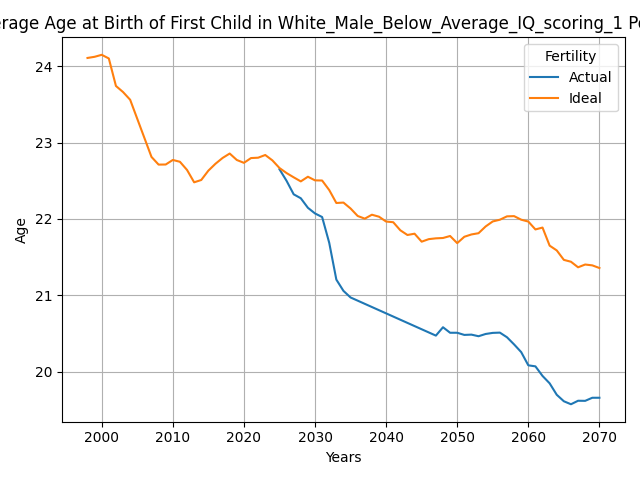 Average Age at Birth of First Child in White_Male_Below_Average_IQ_scoring_1
Fertility
Actual
Ideal
24
23
22
21
20
Age
2000 2010 2020 2030 2040 2050 2060 2070
Years